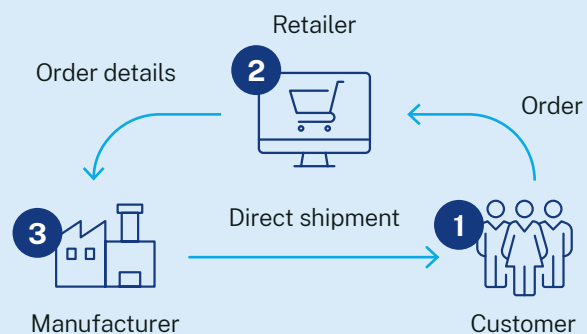 Retailer
2
Order details
Order
Direct shipment
1
3
Manufacturer
Customer